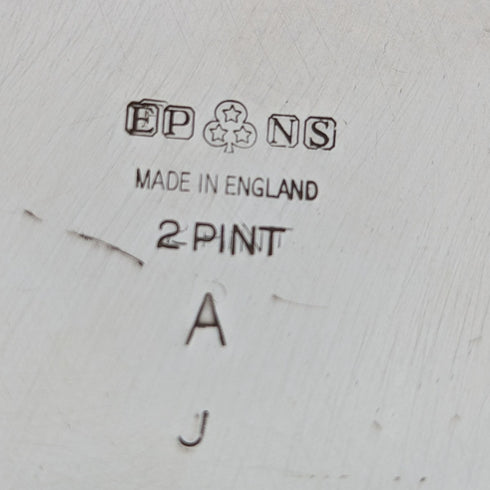 EP NS
MADE IN ENGLAND
2 PINT
A
J